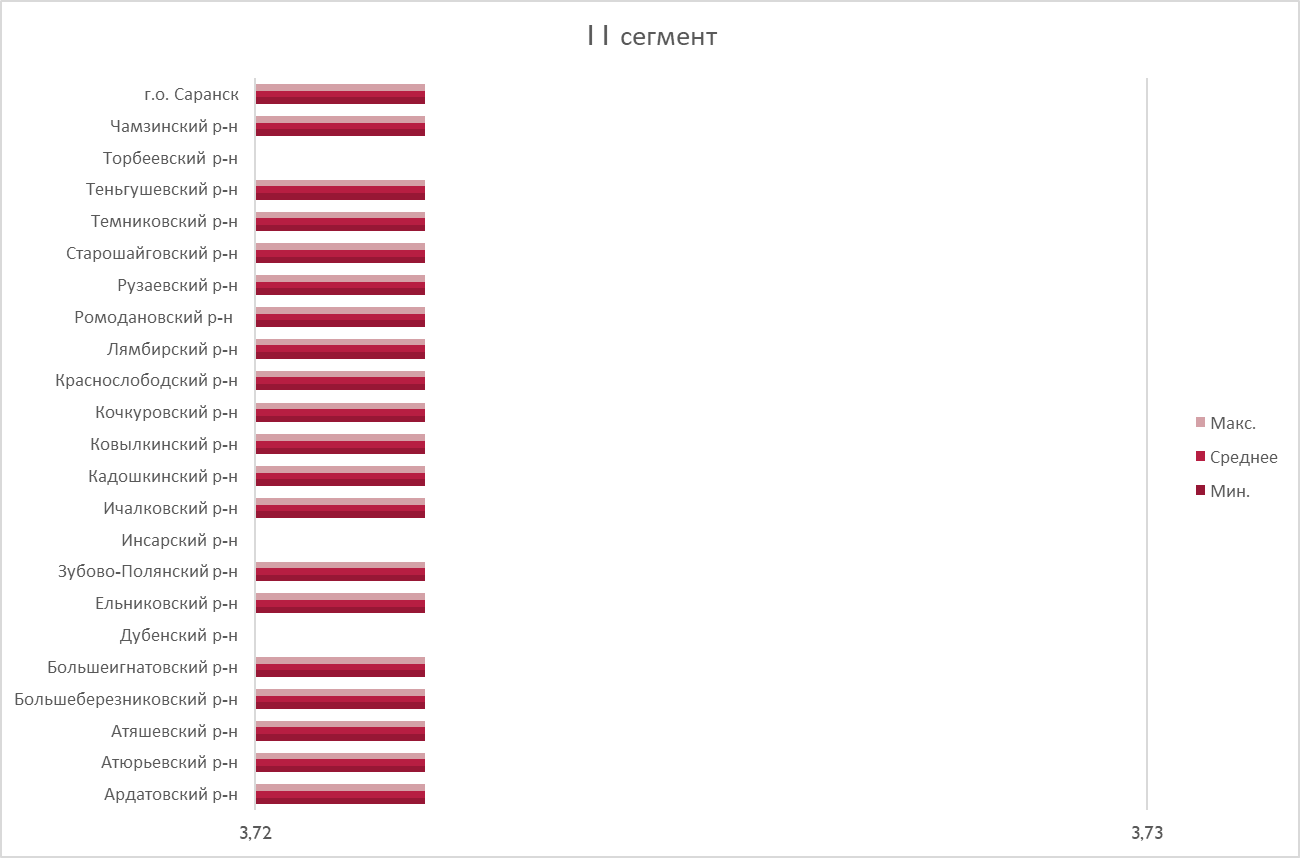 I I сегмент
г.о. Саранск
Чамзинский р-н
Торбеевский р-н
Теньгушевский р-н
Темниковский р-н
Старошайговский р-н
Рузаевский р-н
Ромодановский р-н
Лямбирский р-н
Краснослободский р-н
Кочкуровский р-н
Ковылкинский р-н
Кадошкинский р-н
Ичалковский р-н
Инсарский р-н
Зубово-Полянский р-н
Ельниковский р-н
Дубенский р-н
Большеигнатовский р-н
Большеберезниковский р-н
Атяшевский р-н
Атюрьевский р-н
Ардатовский р-н
3,72
3,73
Макс.
Среднее
Мин.